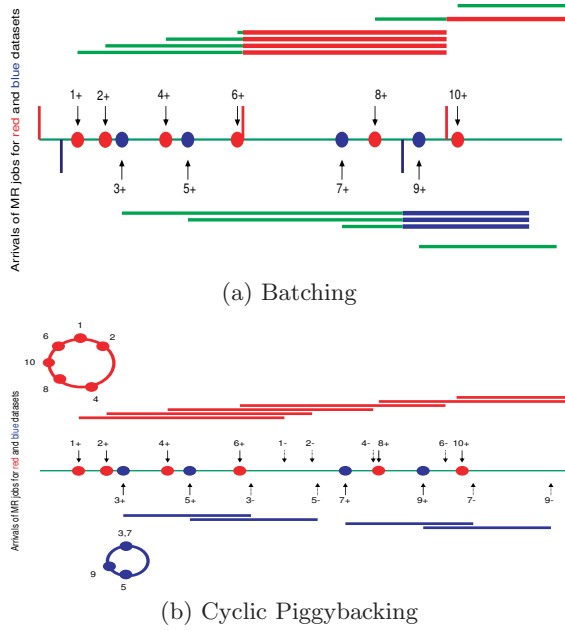 Arrivals of MR jobs for red and blue datasets
1+ 2+ 4+ 6+ 8+ 10+
3+ 5+ 7+ 9+
(a) Batching
1
6 2
10
8
4
Arrivals of MR jobs for red and blue datasets
1+ 2+ 4+ 6+ 1- 2- 4- 8+ 6- 10+
3+ 5+ 3- 5- 7+ 9+ 7- 9-
3,7
9
5
(b) Cyclic Piggybacking